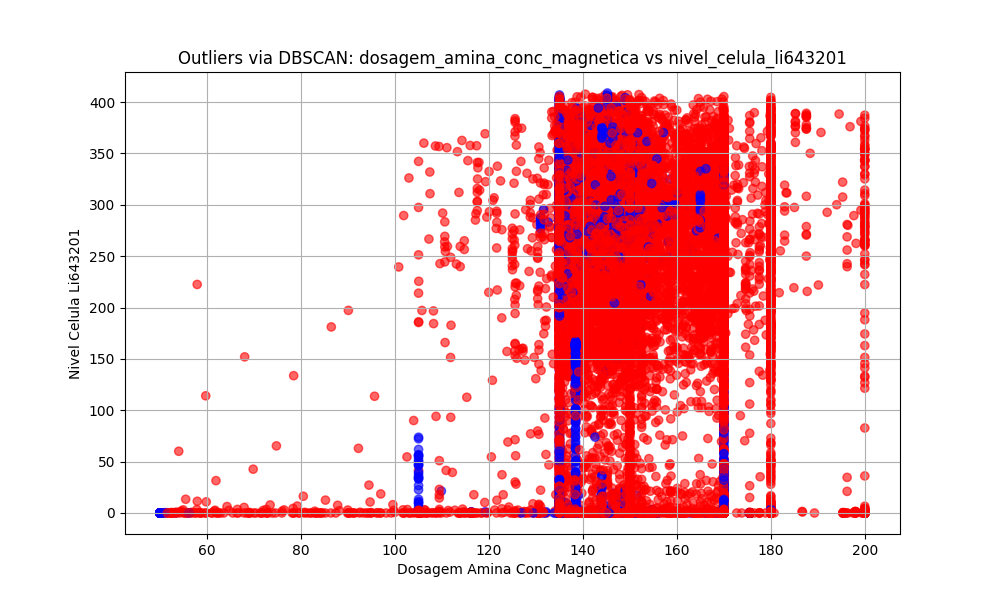 Outliers via DBSCAN: dosagem_amina_conc_magnetica vs nivel_celula_li643201
400
350
300
250
200
150
100
50
0
Nivel Celula Li643201
60 80 100 120 140 160 180 200
Dosagem Amina Conc Magnetica